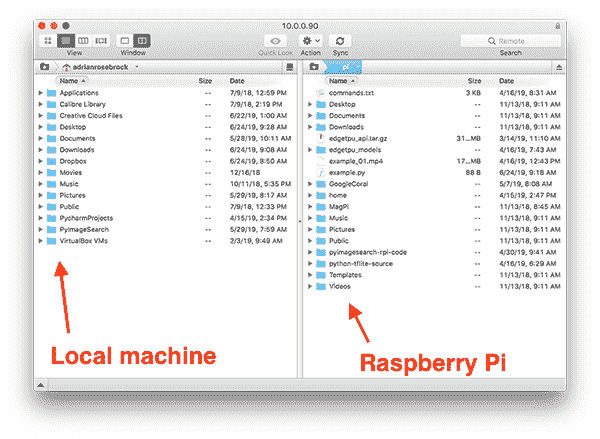 10.0.0.90
View
Window
Quick Look
Action
Sync
Remote
Search
adrianrosebrock
pi
Name Size Date
Applications -- 7/9/18, 12:59 PM
Calibre Library -- 7/9/18, 2:19 PM
Creative Cloud Files -- 6/22/19, 1:00 AM
Desktop -- 6/24/19, 9:28 AM
Documents -- 5/28/19, 10:11 AM
Downloads -- 6/24/19, 9:08 AM
Dropbox -- 6/24/19, 8:50 AM
Movies -- 12/16/18
Music -- 10/11/18, 5:35 PM
Pictures -- 5/29/19, 8:17 AM
Public -- 7/9/18, 12:33 PM
PycharmProjects -- 4/15/19, 2:34 PM
PyimageSearch -- 5/29/19, 7:59 AM
VirtualBox VMs -- 2/3/19, 9:49 AM
Local machine
Name Size Date
commands.txt 3 KB 4/16/19, 8:31 AM
Desktop -- 11/13/18, 9:11 AM
Documents -- 11/13/18, 9:11 AM
Downloads -- 11/13/18, 9:11 AM
edgetpu_api.tar.gz 31...MB 4/3/19, 11:10 AM
edgetpu_models -- 4/16/19, 7:43 AM
example_01.mp4 17...MB 4/16/19, 12:43 PM
example.py 88 B 6/24/19, 9:18 AM
GoogleCoral -- 5/7/19, 8:08 AM
home -- 4/15/19, 2:47 PM
MagPi -- 11/13/18, 8:45 AM
Music -- 11/13/18, 9:11 AM
Pictures -- 11/13/18, 9:11 AM
Public -- 11/13/18, 9:11 AM
pyimagesearch-rpi-code -- 4/30/19, 9:41 AM
python-tflite-source -- 4/16/19, 6:29 AM
Templates -- 11/13/18, 9:11 AM
Videos -- 11/13/18, 9:11 AM
Raspberry Pi